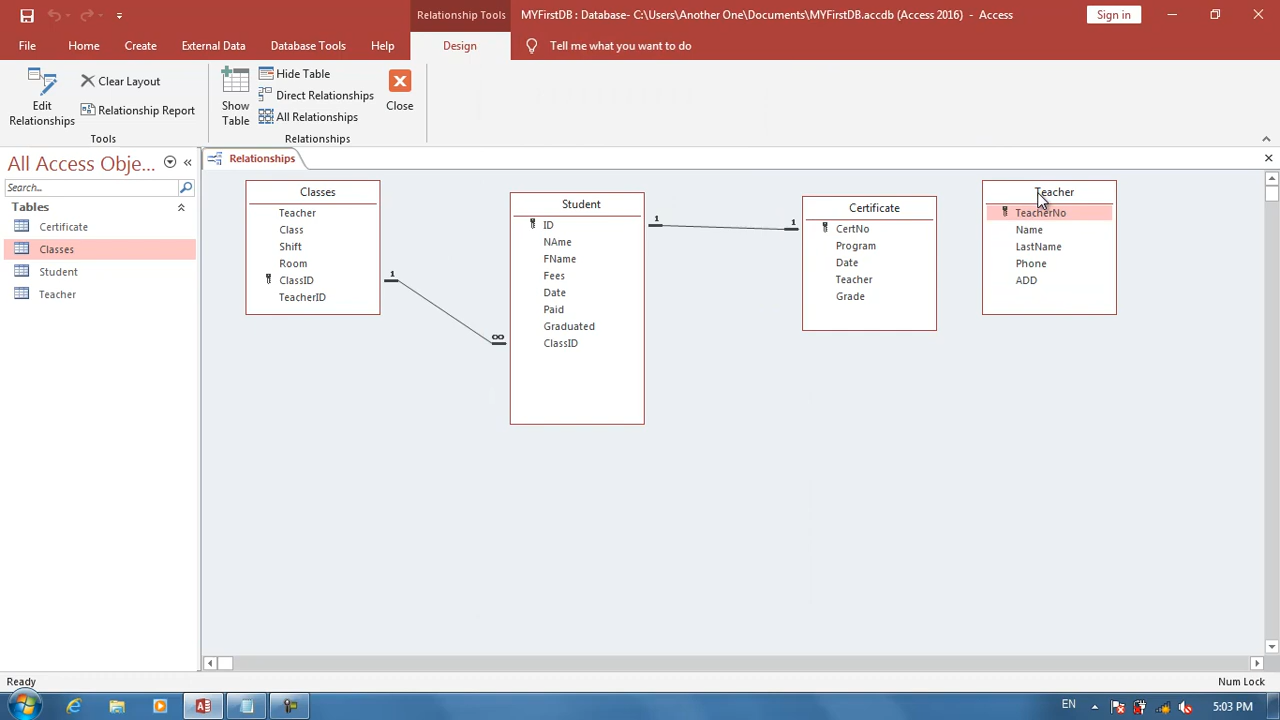 Relationship Tools
MYFirstDB : Database- C:\Users\Another One\Documents\MYFirstDB.accdb (Access 2016)  -  Access
Sign in
File
Home
Create
External Data
Database Tools
Help
Design
Tell me what you want to do
Edit Relationships
Clear Layout
Relationship Report
Tools
Show Table
Hide Table
Direct Relationships
All Relationships
Relationships
Close
All Access Obje...
Search...
Tables
Certificate
Classes
Student
Teacher
Relationships
Classes
Teacher
Class
Shift
Room
ClassID
TeacherID
1
∞
Student
ID
NAme
FName
Fees
Date
Paid
Graduated
ClassID
1
1
Certificate
CertNo
Program
Date
Teacher
Grade
Teacher
TeacherNo
Name
LastName
Phone
ADD
Ready
Num Lock
EN
5:03 PM